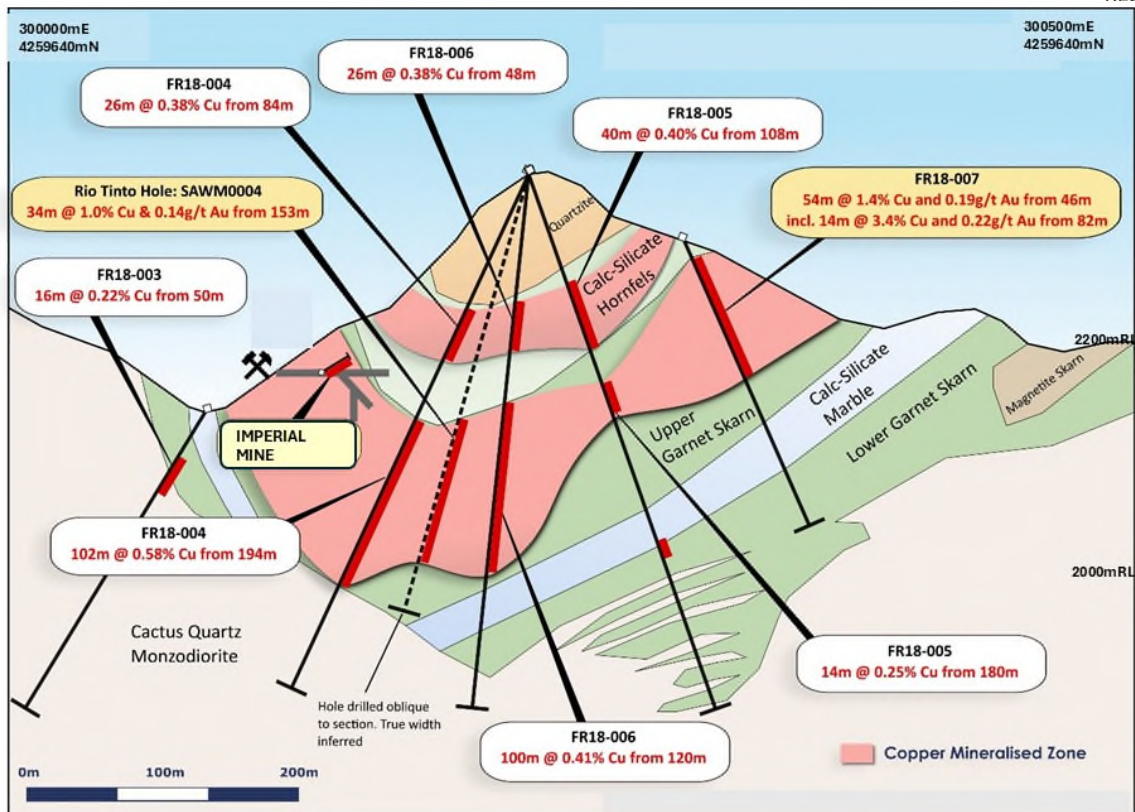 300000mE
4259640mN
300500mE
4259640mN
FR18-006
26m @ 0.38% Cu from 48m
FR18-004
26m @ 0.38% Cu from 84m
FR18-005
40m @ 0.40% Cu from 108m
Rio Tinto Hole: SAWM0004
34m @ 1.0% Cu & 0.14g/t Au from 153m
FR18-007
54m @ 1.4% Cu and 0.19g/t Au from 46m
incl. 14m @ 3.4% Cu and 0.22g/t Au from 82m
Quartzite
Calc-Silicate
Hornfels
FR18-003
16m @ 0.22% Cu from 50m
2200mRL
IMPERIAL
MINE
Upper
Garnet Skarn
Calc-Silicate
Marble
Lower Garnet Skarn
Magnetite Skarn
FR18-004
102m @ 0.58% Cu from 194m
2000mRL
Cactus Quartz
Monzodiorite
Hole drilled oblique
to section. True width
inferred
FR18-005
14m @ 0.25% Cu from 180m
FR18-006
100m @ 0.41% Cu from 120m
Copper Mineralised Zone
0m
100m
200m